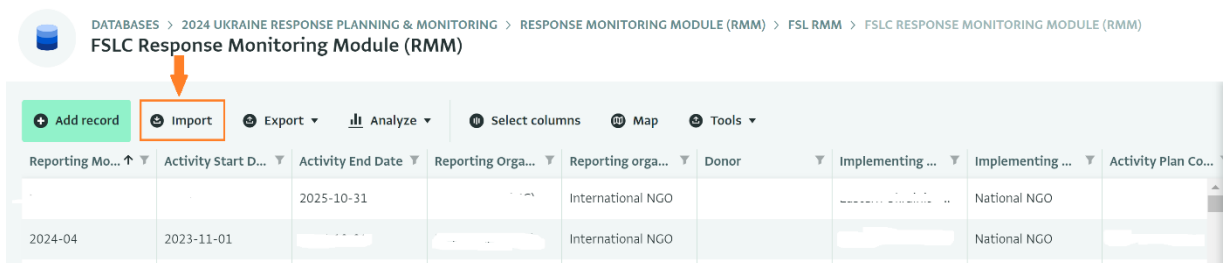 DATABASES > 2024 UKRAINE RESPONSE PLANNING & MONITORING > RESPONSE MONITORING MODULE (RMM) > FSL RMM > FSLC RESPONSE MONITORING MODULE (RMM)
FSLC Response Monitoring Module (RMM)
Add record Import Export Analyze Select columns Map Tools
Reporting Mo... Activity Start D... Activity End Date Reporting Orga... Reporting orga... Donor Implementing ... Implementing ... Activity Plan Co...
2025-10-31 International NGO National NGO
2024-04 2023-11-01 International NGO National NGO